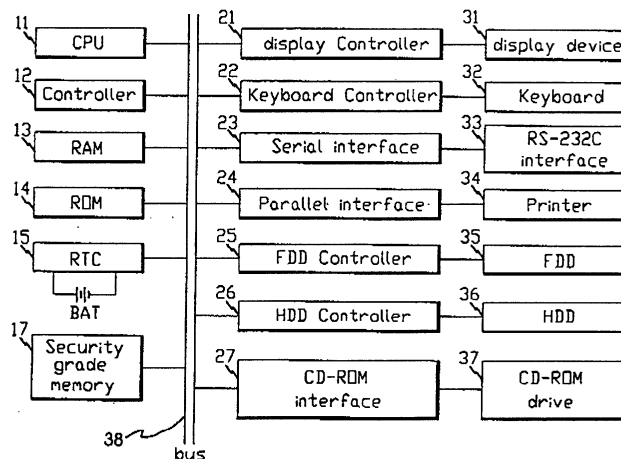 11
CPU
12
Controller
13
RAM
14
ROM
15
RTC
BAT
17
Security
grade
memory
38
bus
21
display Controller
22
Keyboard Controller
23
Serial interface
24
Parallet interface
25
FDD Controller
26
HDD Controller
27
CD-ROM
interface
31
display device
32
Keyboard
33
RS-232C
interface
34
Printer
35
FDD
36
HDD
37
CD-ROM
drive